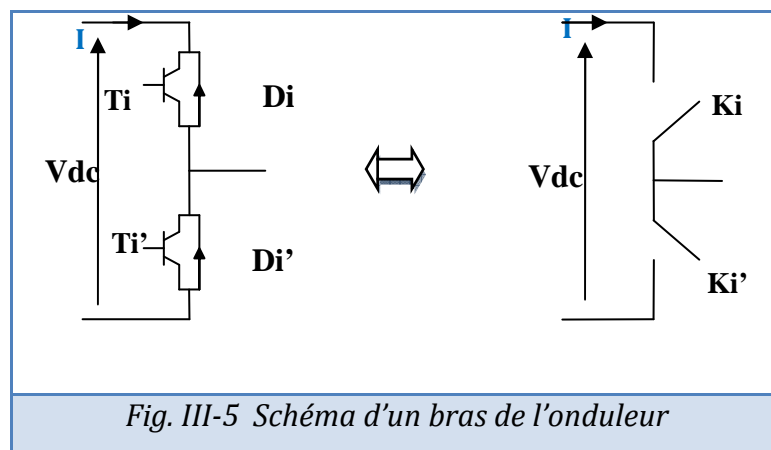 I
Ti
Di
Vdc
Ti’
Di’
I
Ki
Vdc
Ki’
Fig. III-5 Schéma d’un bras de l’onduleur